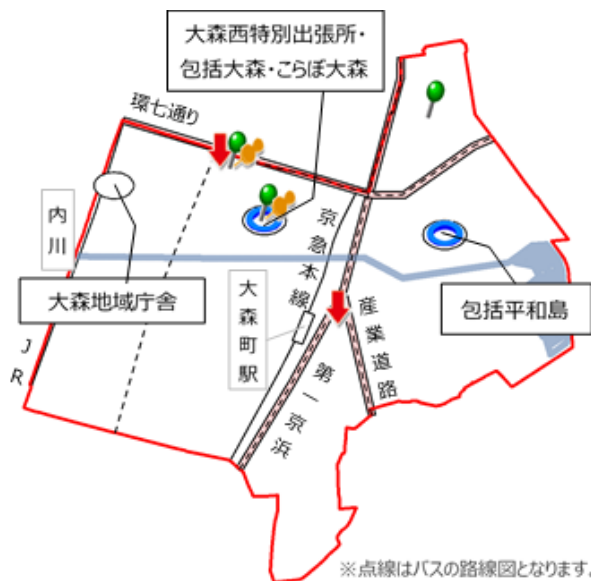 大森西特別出張所・
包括大森・こらぼ大森
環七通り
内川
大森地域庁舎
JR
京急本線
大森町駅
第一京浜
産業道路
包括平和島
※点線はバスの路線図となります。